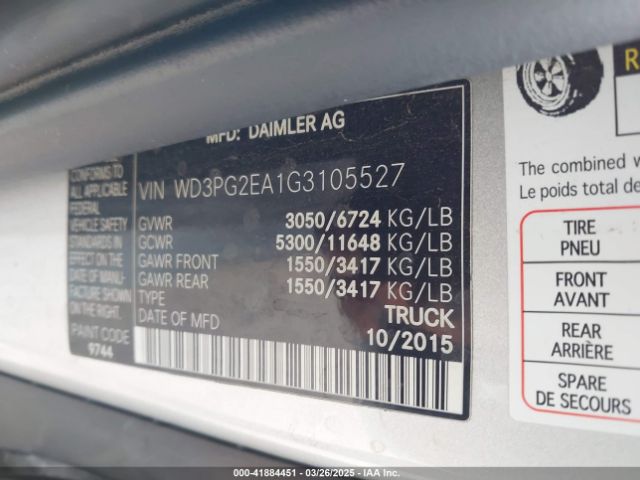 MFD: DAIMLER AG
VIN WD3PG2EA1G3105527
GVWR 3050/6724 KG/LB
GCWR 5300/11648 KG/LB
GAWR FRONT 1550/3417 KG/LB
GAWR REAR 1550/3417 KG/LB
TYPE TRUCK
DATE OF MFD 10/2015
ALL APPLICABLE
FEDERAL
VEHICLE SAFETY
STANDARDS IN
EFFECT ON THE
DATE OF MANU-
FACTURE SHOWN
ON THE RIGHT.
PAINT CODE
9744
The combined w
Le poids total de
TIRE
PNEU
FRONT
AVANT
REAR
ARRIÈRE
SPARE
DE SECOURS
000-41884451 - 03/26/2025 - IAA Inc.